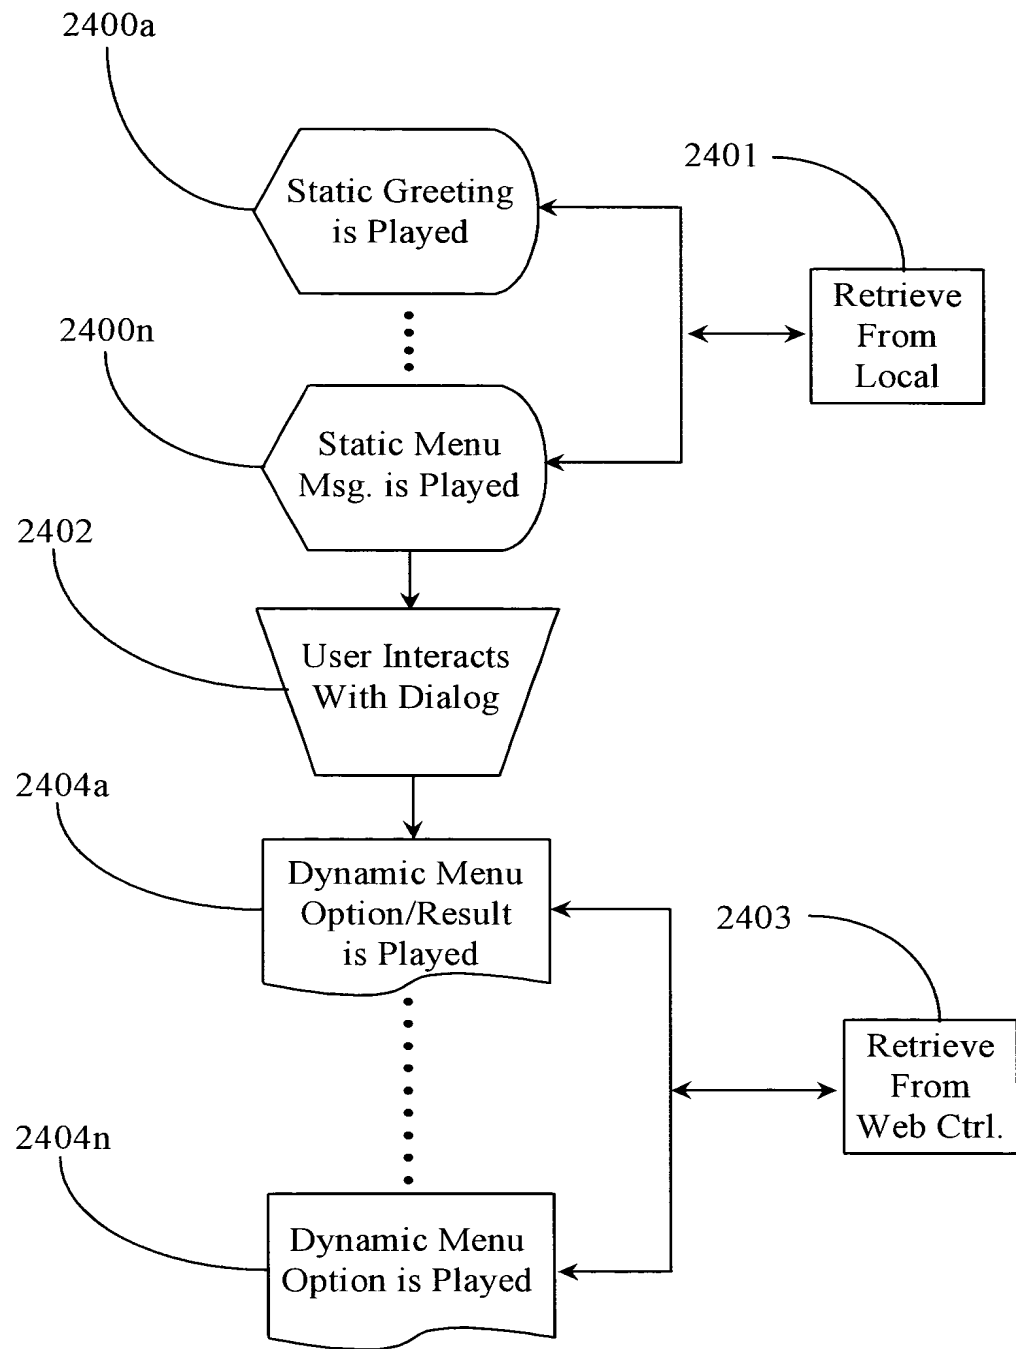 2400a
Static Greeting
is Played
2401
Retrieve
From
Local
2400n
Static Menu
Msg. is Played
2402
User Interacts
With Dialog
2404a
Dynamic Menu
Option/Result
is Played
2403
Retrieve
From
Web Ctrl.
2404n
Dynamic Menu
Option is Played